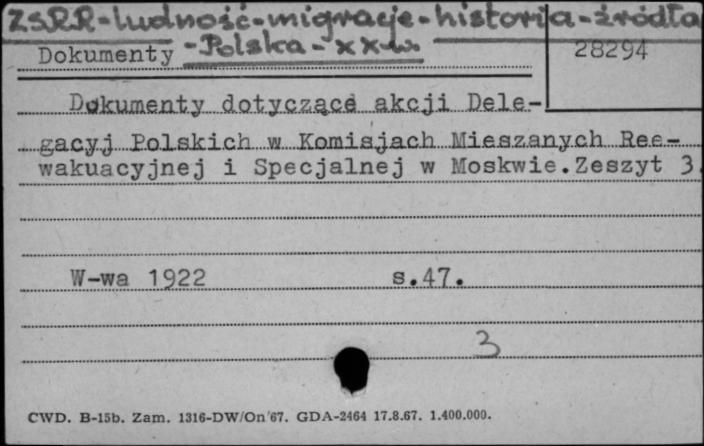 ZSRR-ludność-migracje-historia-źródła
-Polska-XXw.
Dokumenty
28294
Dokumenty dotyczące akcji Dele-
gacyj Polskich w Komisjach Mieszanych Ree-
wakuacyjnej i Specjalnej w Moskwie.Zeszyt 3.
W-wa 1922 s.47.
3
CWD. B-15b. Zam. 1316-DW/On 67. GDA-2464 17.8.67. 1.400.000.